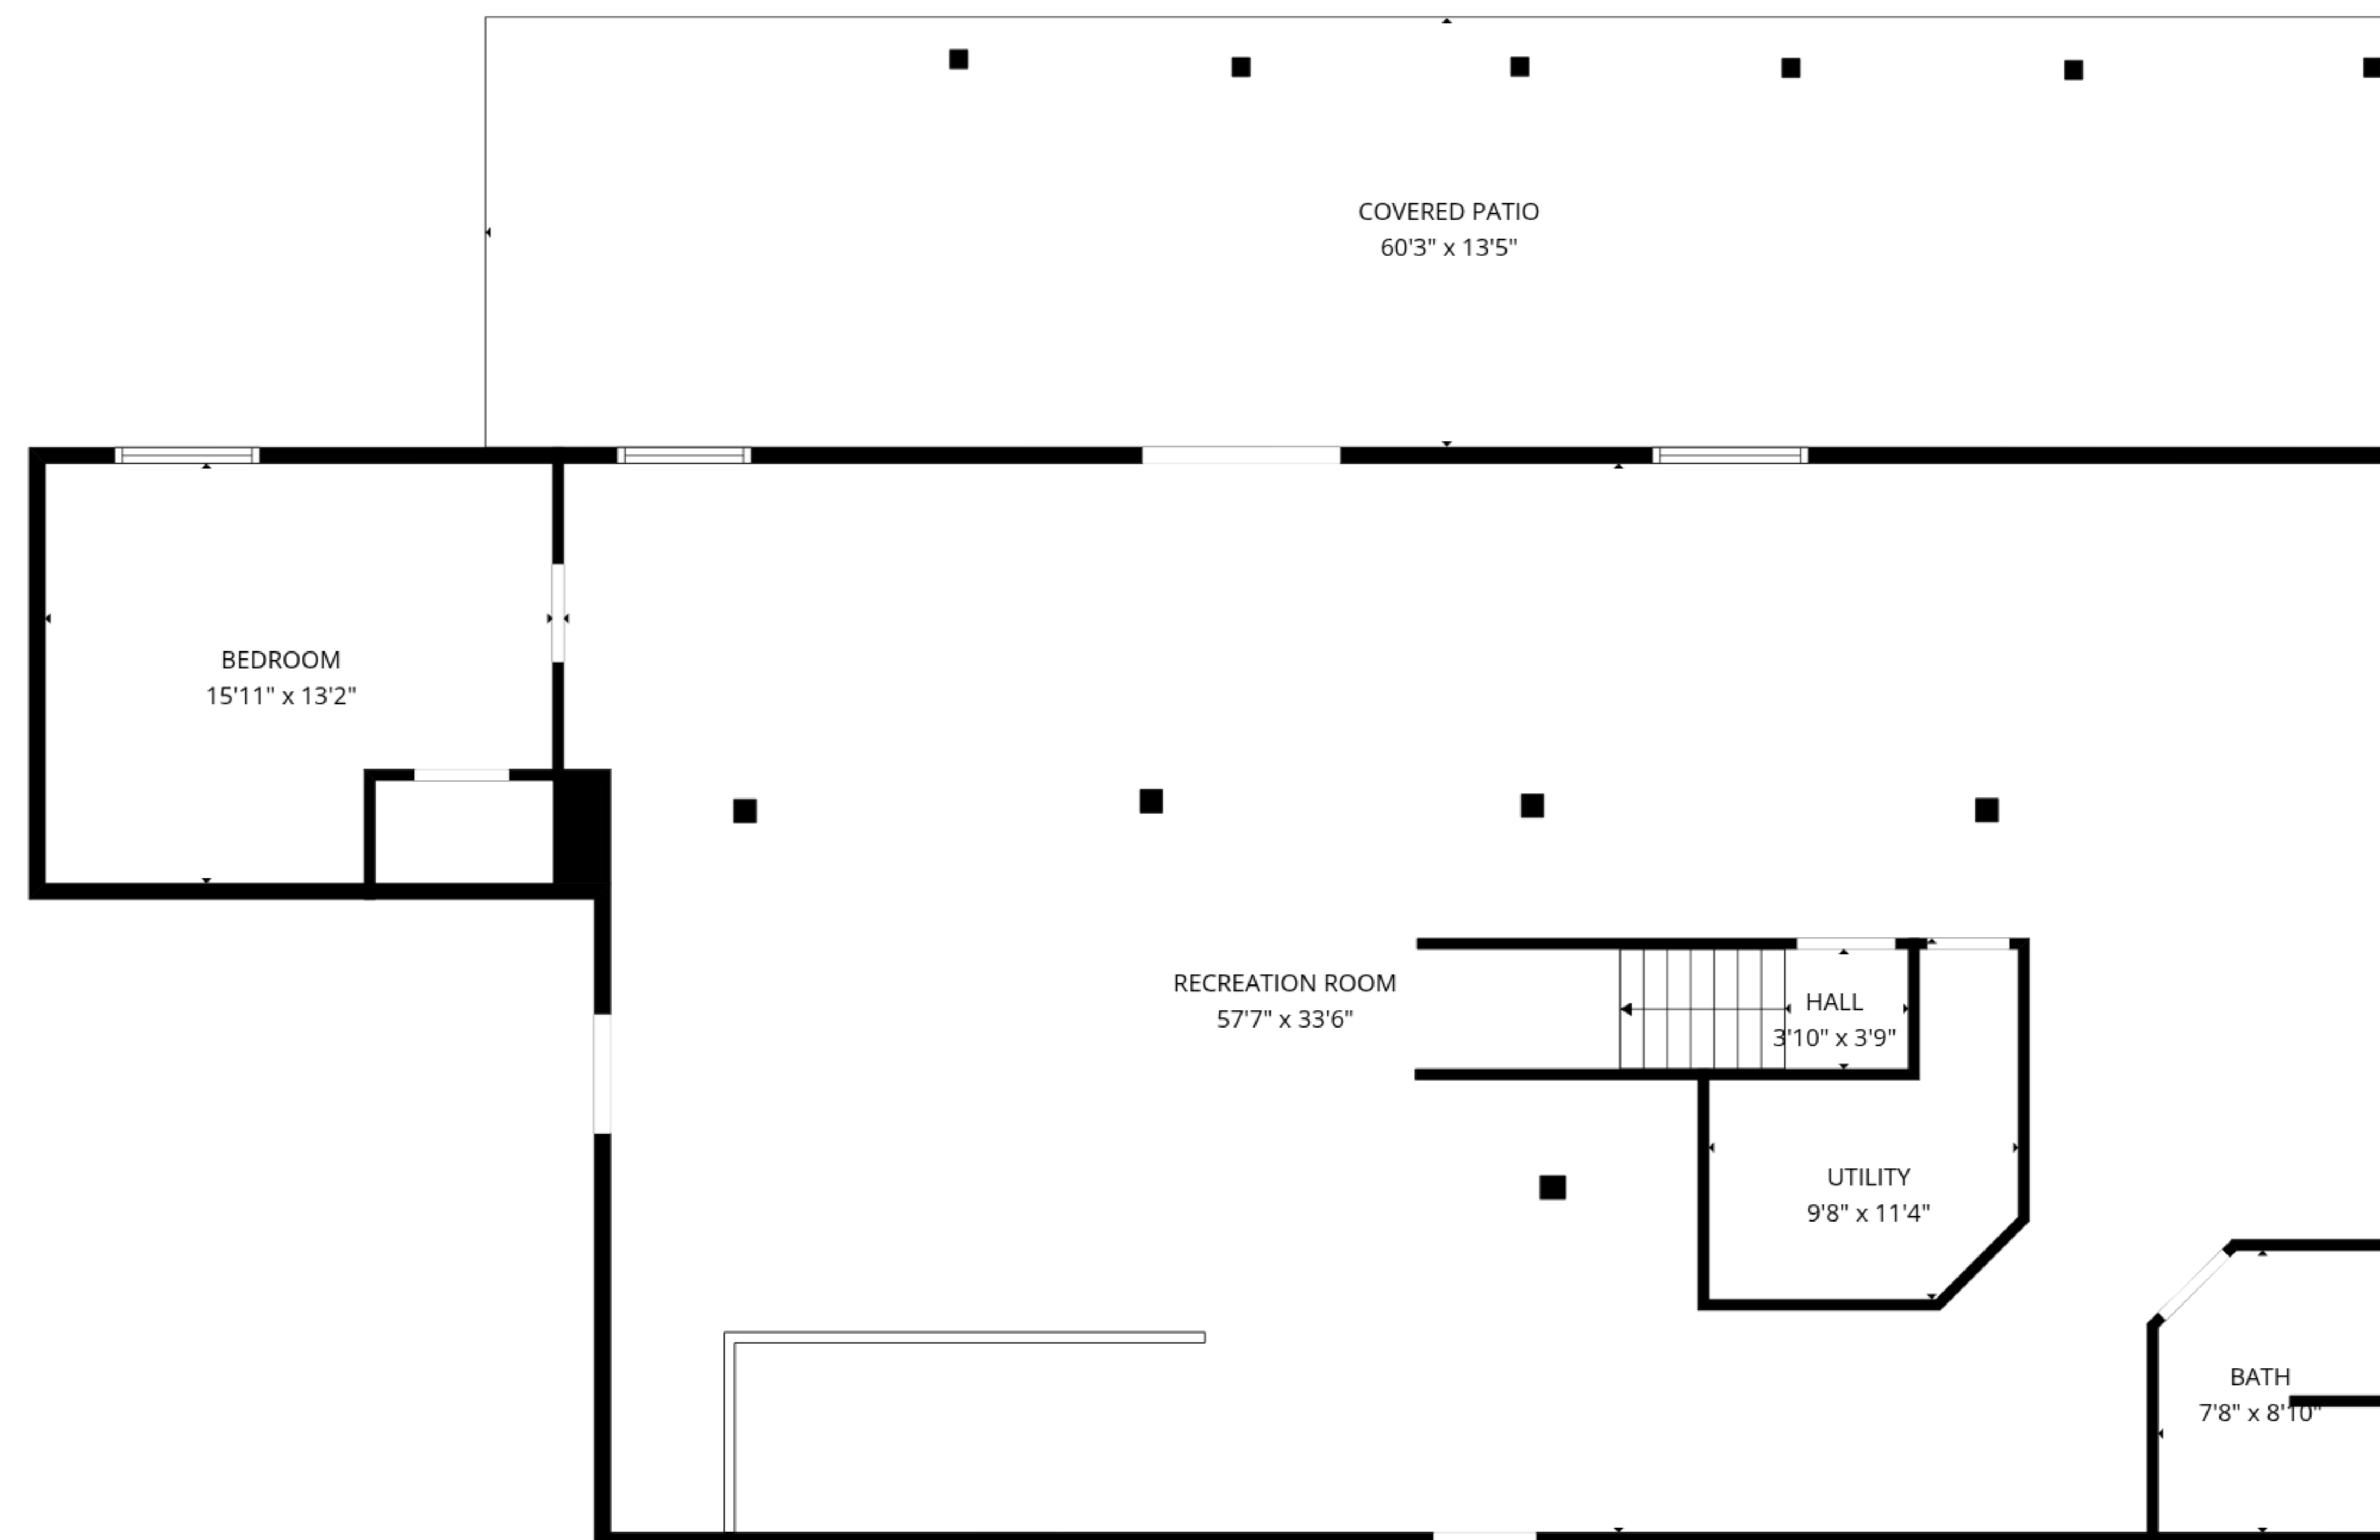 COVERED PATIO
60'3" x 13'5"
BEDROOM
15'11" x 13'2"
RECREATION ROOM
57'7" x 33'6"
HALL
3'10" x 3'9"
UTILITY
9'8" x 11'4"
BATH
7'8" x 8'10"